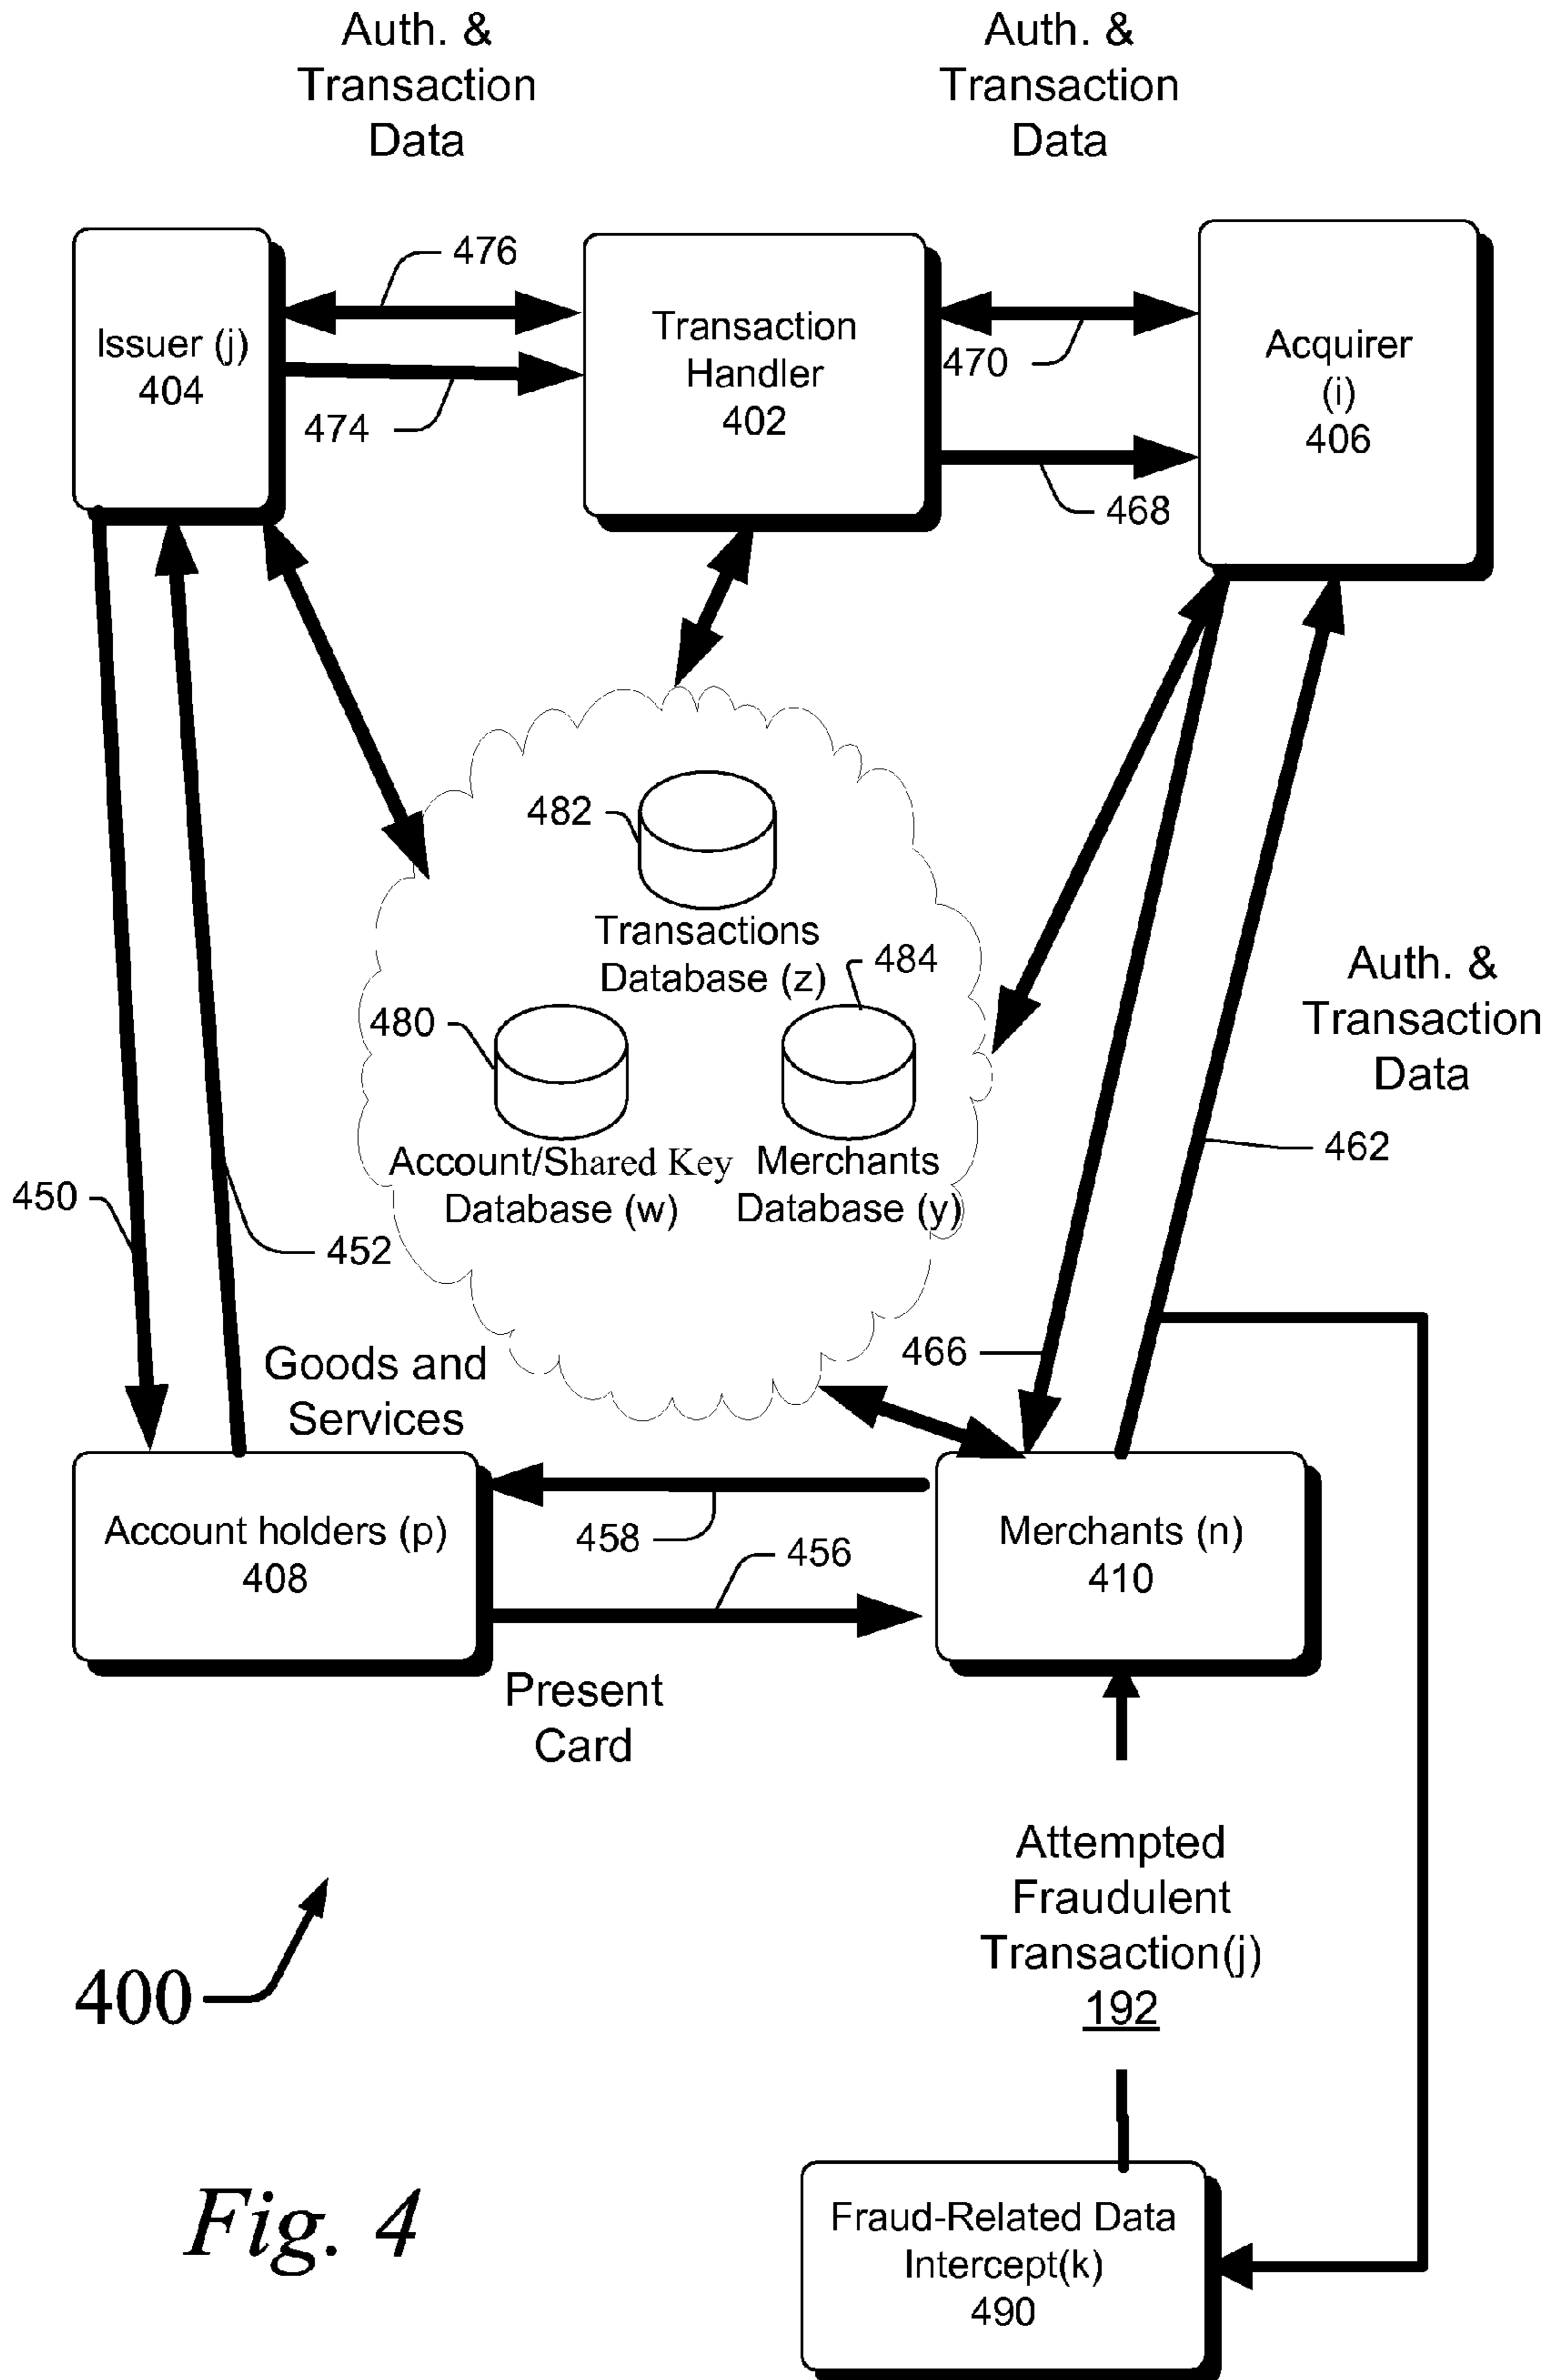 Auth. &
Transaction
Data
Auth. &
Transaction
Data
Issuer (j)
404
476
474
Transaction
Handler
402
470
468
Acquirer
(i)
406
482
Transactions
Database (z)
484
480
Account/Shared Key
Database (w)
Merchants
Database (y)
Auth. &
Transaction
Data
462
450
452
466
Goods and
Services
Account holders (p)
408
458
456
Merchants (n)
410
Present
Card
Attempted
Fraudulent
Transaction(j)
192
400
Fig. 4
Fraud-Related Data
Intercept(k)
490